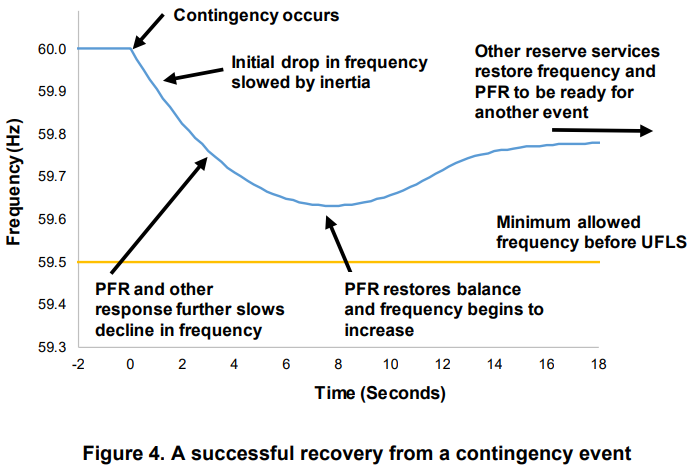 Contingency occurs
60.0
Initial drop in frequency
slowed by inertia
Other reserve services
restore frequency and
PFR to be ready for
another event
59.9
59.8
59.7
59.6
59.5
59.4
59.3
Frequency (Hz)
Minimum allowed
frequency before UFLS
PFR and other
response further slows
decline in frequency
PFR restores balance
and frequency begins to
increase
-2 0 2 4 6 8 10 12 14 16 18
Time (Seconds)
Figure 4. A successful recovery from a contingency event